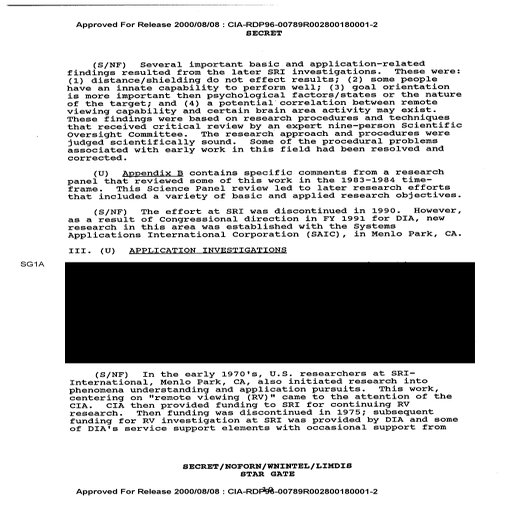 Approved For Release 2000/08/08 : CIA-RDP96-00789R002800180001-2
SECRET
(S/NF) Several important basic and application-related
findings resulted from the later SRI investigations. These were:
(1) distance/shielding do not effect results; (2) some people
have an innate capability to perform well; (3) goal orientation
is more important then psychological factors/states or the nature
of the target; and (4) a potential correlation between remote
viewing capability and certain brain area activity may exist.
These findings were based on research procedures and techniques
that received critical review by an expert nine-person Scientific
Oversight Committee. The research approach and procedures were
judged scientifically sound. Some of the procedural problems
associated with early work in this field had been resolved and
corrected.
(U) Appendix B contains specific comments from a research
panel that reviewed some of this work in the 1983-1984 time-
frame. This Science Panel review led to later research efforts
that included a variety of basic and applied research objectives.
(S/NF) The effort at SRI was discontinued in 1990. However,
as a result of Congressional direction in FY 1991 for DIA, new
research in this area was established with the Systems
Applications International Corporation (SAIC), in Menlo Park, CA.
III. (U) APPLICATION INVESTIGATIONS
SG1A
(S/NF) In the early 1970's, U.S. researchers at SRI-
International, Menlo Park, CA, also initiated research into
phenomena understanding and application pursuits. This work,
centering on "remote viewing (RV)" came to the attention of the
CIA. CIA then provided funding to SRI for continuing RV
research. Then funding was discontinued in 1975; subsequent
funding for RV investigation at SRI was provided by DIA and some
of DIA's service support elements with occasional support from
SECRET/NOFORN/WNINTEL/LIMDIS
STAR GATE
Approved For Release 2000/08/08 : CIA-RDP96-00789R002800180001-2